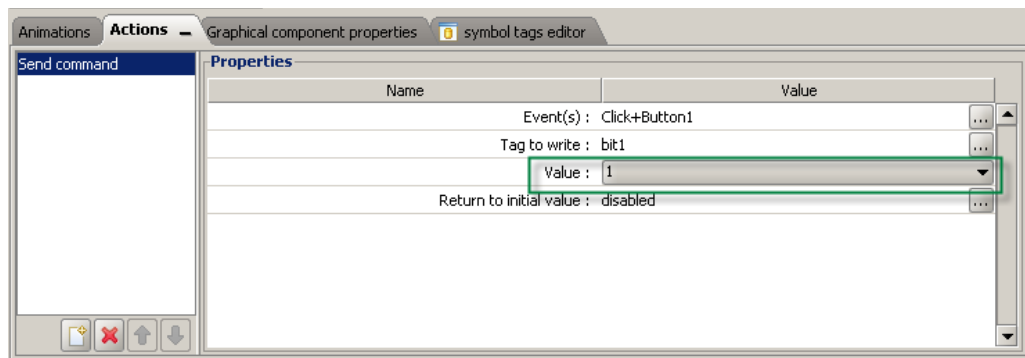 Animations Actions Graphical component properties symbol tags editor
Send command
Properties
Name Value
Event(s) : Click+Button1 ...
Tag to write : bit1 ...
Value : 1
Return to initial value : disabled ...